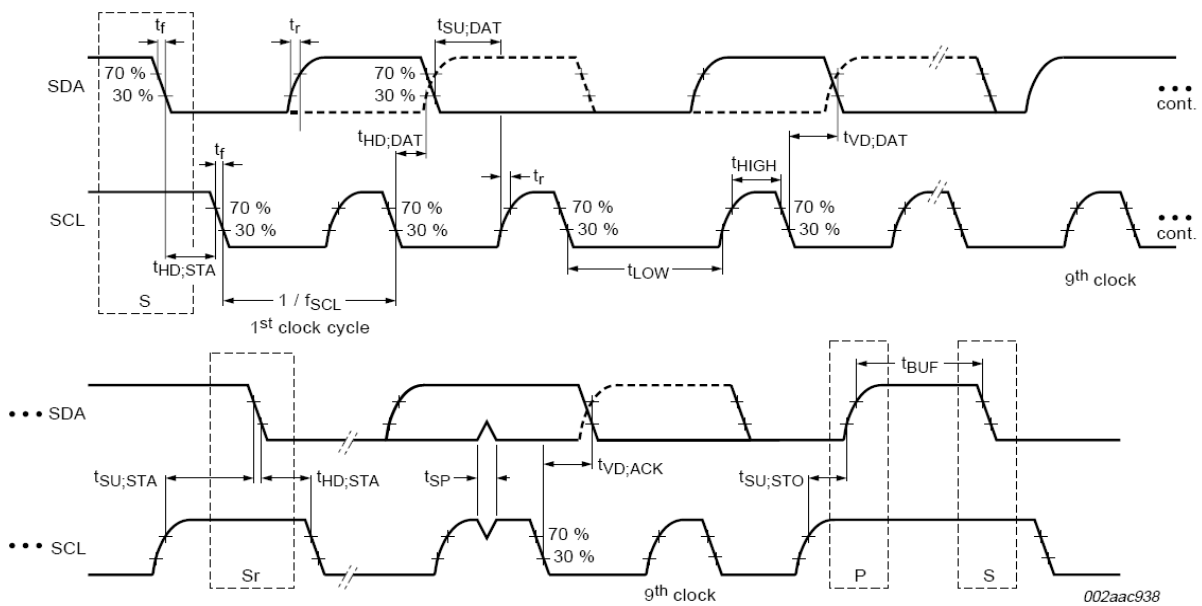 tf tr tSU;DAT
SDA 70 % 30 % 70 % 30 % ••• cont.
tf tHD;DAT tr tHIGH tVD;DAT
SCL 70 % 30 % 70 % 30 % 70 % 30 % 70 % 30 % ••• cont.
tHD;STA tLOW
S 1 / fSCL 9th clock
1st clock cycle
tBUF
••• SDA
tSU;STA tHD;STA tSP tVD;ACK tSU;STO
••• SCL 70 % 30 %
Sr 9th clock P S
002aac938